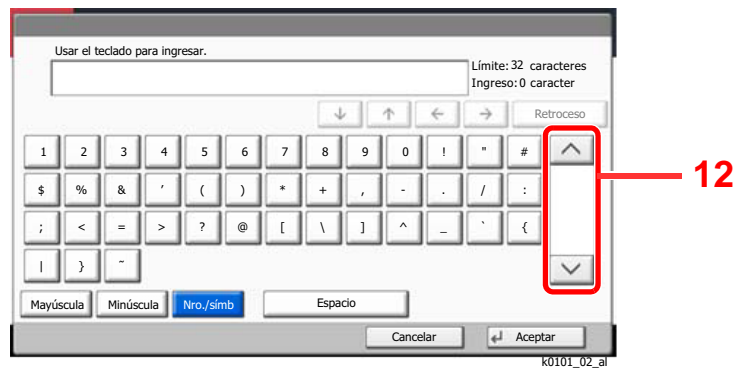 Usar el teclado para ingresar.
Límite: 32 caracteres
Ingreso: 0 caracter
↓ ↑ ← → Retroceso
1 2 3 4 5 6 7 8 9 0 ! " #
$ % & ' ( ) * + , - . / :
12
; < = > ? @ [ \ ] ^ _ ` {
| } ~
Mayúscula Minúscula Nro./símb Espacio
Cancelar Aceptar
k0101_02_al